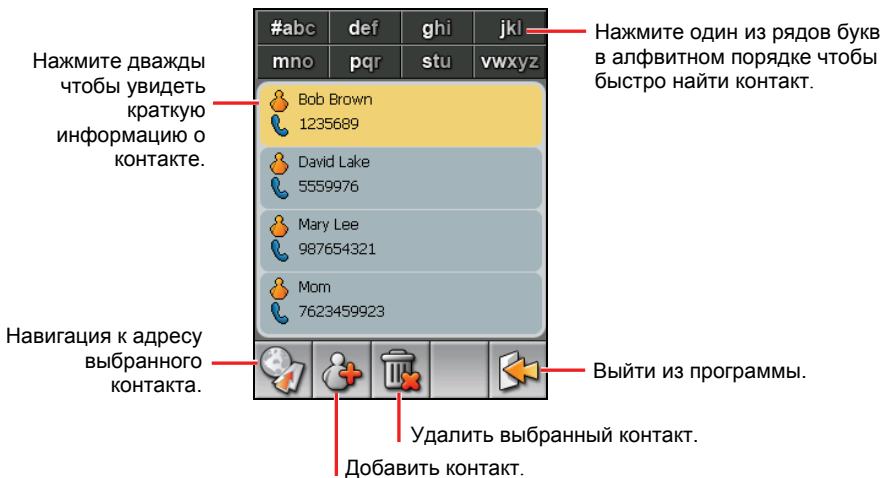 #abc def ghi jkl
mno pqr stu vwxyz
Нажмите один из рядов букв
в алфвитном порядке чтобы
быстро найти контакт.
Нажмите дважды
чтобы увидеть
краткую
информацию о
контакте.
Bob Brown
1235689
David Lake
5559976
Mary Lee
987654321
Mom
7623459923
Навигация к адресу
выбранного
контакта.
Выйти из программы.
Удалить выбранный контакт.
Добавить контакт.